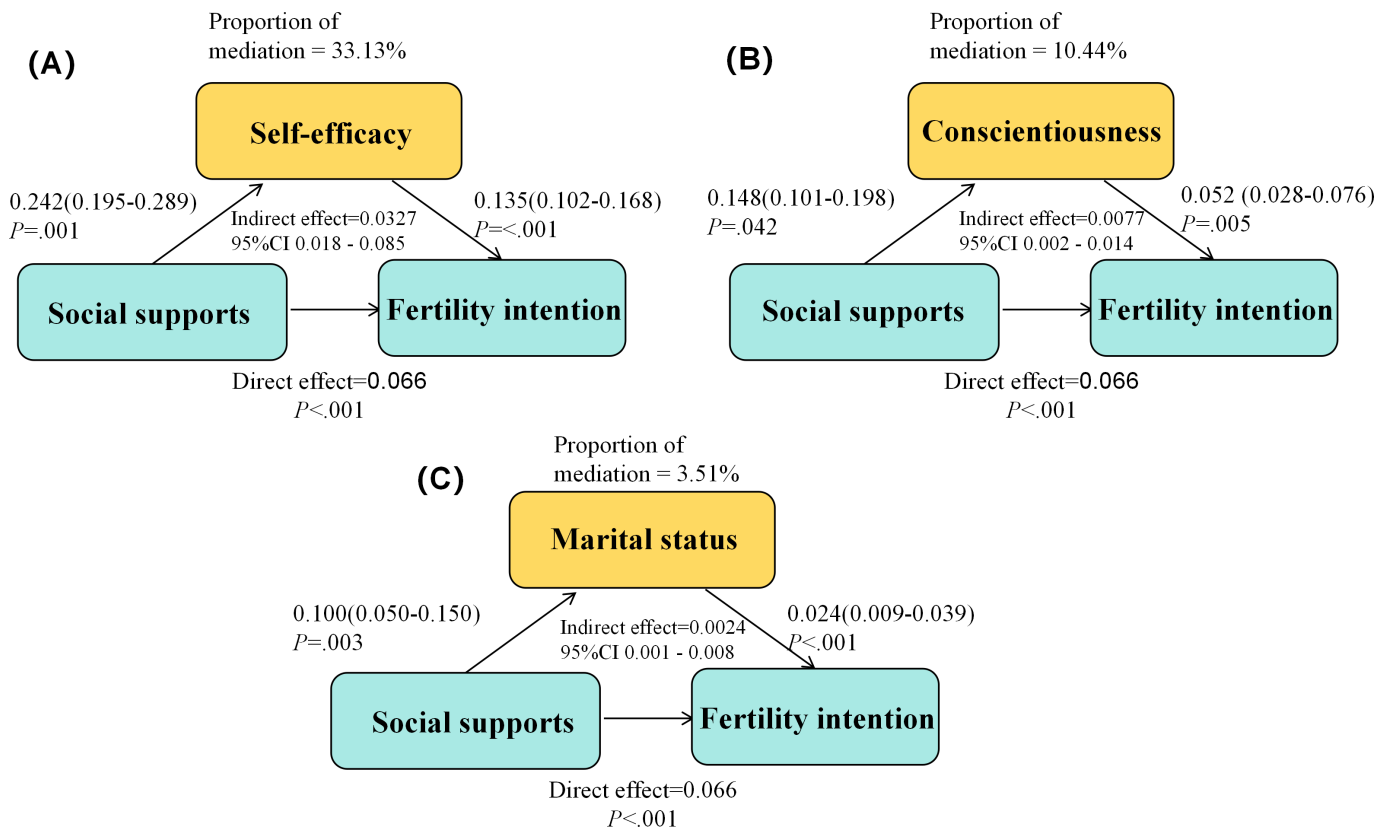 (A)
Proportion of
mediation = 33.13%
Self-efficacy
0.242(0.195-0.289)
P=.001
Indirect effect=0.0327
95%CI 0.018 - 0.085
0.135(0.102-0.168)
P=<.001
Social supports
Fertility intention
Direct effect=0.066
P<.001
(B)
Proportion of
mediation = 10.44%
Conscientiousness
0.148(0.101-0.198)
P=.042
Indirect effect=0.0077
95%CI 0.002 - 0.014
0.052 (0.028-0.076)
P=.005
Social supports
Fertility intention
Direct effect=0.066
P<.001
(C)
Proportion of
mediation = 3.51%
Marital status
0.100(0.050-0.150)
P=.003
Indirect effect=0.0024
95%CI 0.001 - 0.008
0.024(0.009-0.039)
P<.001
Social supports
Fertility intention
Direct effect=0.066
P<.001